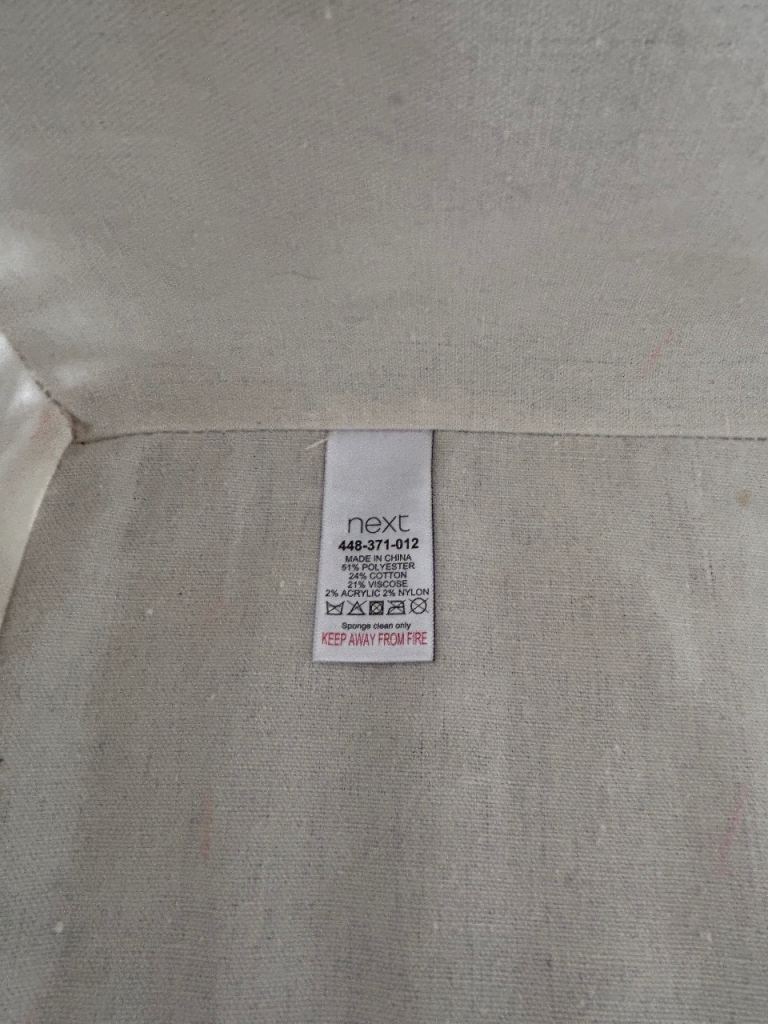 next
448-371-012
MADE IN CHINA
51% POLYESTER
24% COTTON
21% VISCOSE
2% ACRYLIC 2% NYLON
Sponge clean only
KEEP AWAY FROM FIRE